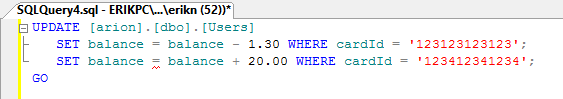 SQLQuery4.sql - ERIKPC\...\erikn (52))*
UPDATE [arion].[dbo].[Users]
SET balance = balance - 1.30 WHERE cardId = '123123123123';
SET balance = balance + 20.00 WHERE cardId = '123412341234';
GO